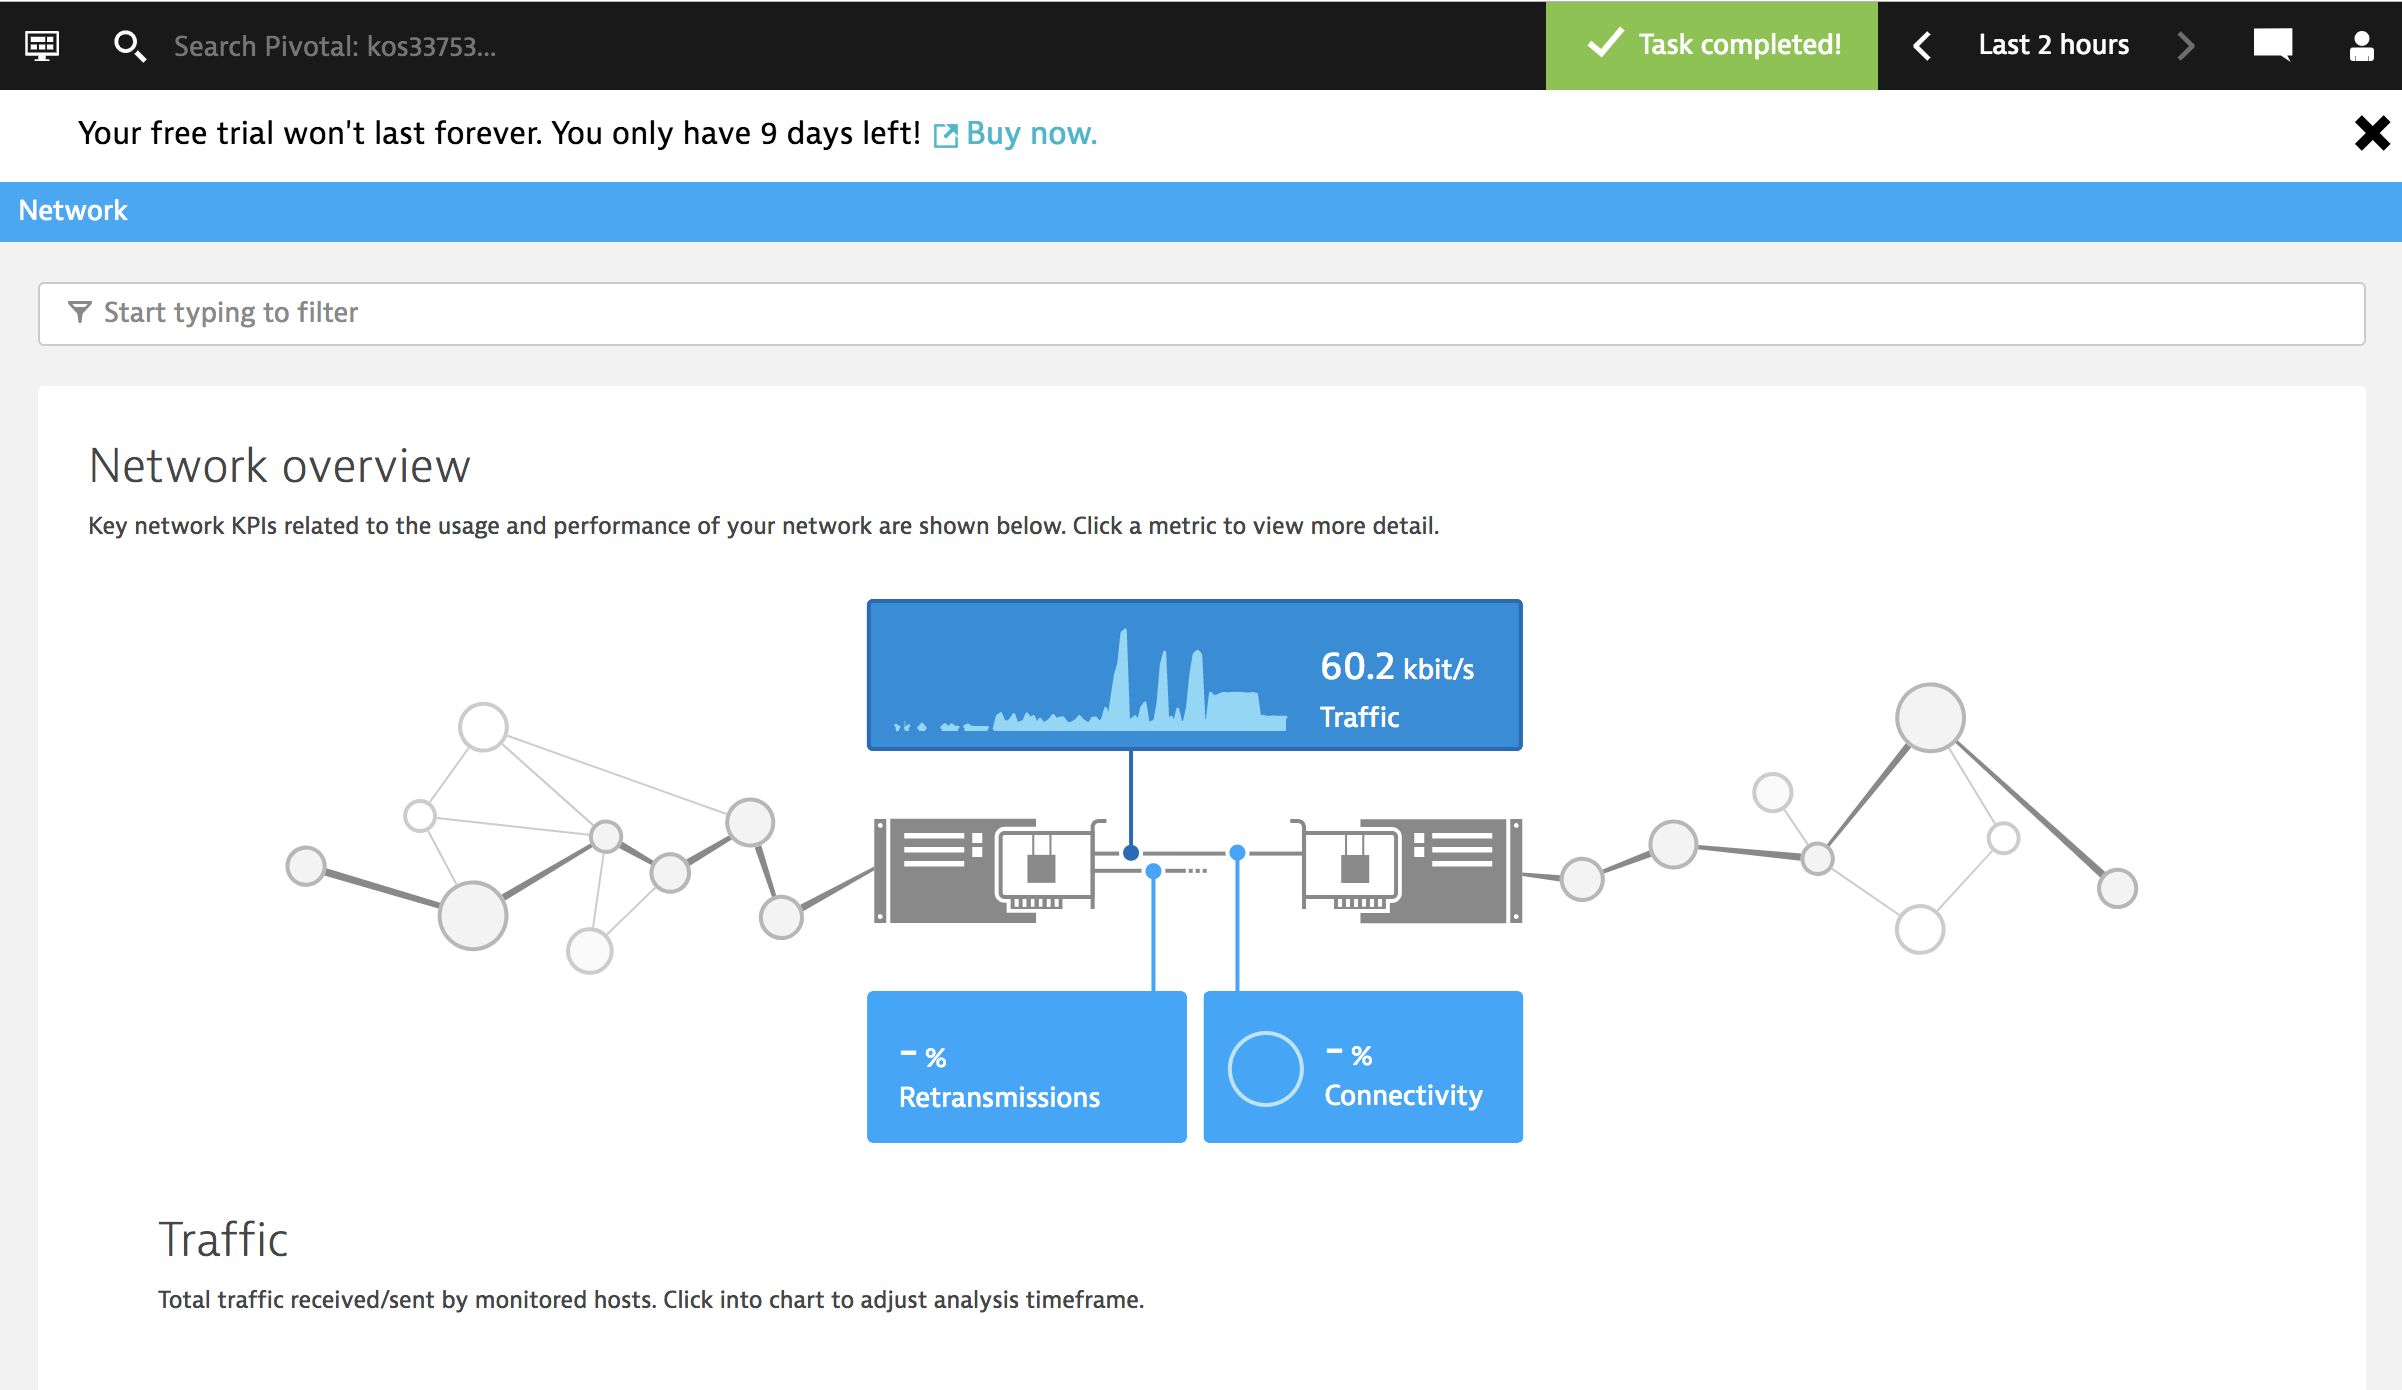 Search Pivotal: kos33753...
Task completed!
Last 2 hours
Your free trial won't last forever. You only have 9 days left! Buy now.
Network
Start typing to filter
Network overview
Key network KPIs related to the usage and performance of your network are shown below. Click a metric to view more detail.
60.2 kbit/s
Traffic
- %
Retransmissions
- %
Connectivity
Traffic
Total traffic received/sent by monitored hosts. Click into chart to adjust analysis timeframe.